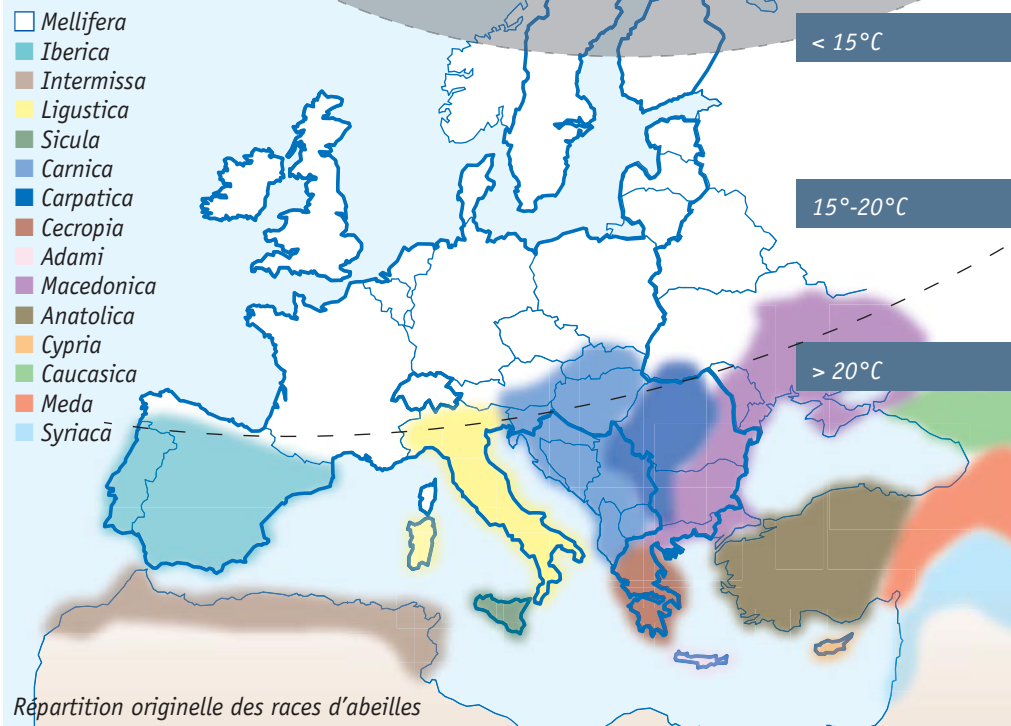 Mellifera
Iberica
Intermissa
Ligustica
Sicula
Carnica
Carpatica
Cecropia
Adami
Macedonica
Anatolica
Cypria
Caucasica
Meda
Syriaca
< 15°C
15°-20°C
> 20°C
Répartition originelle des races d'abeilles